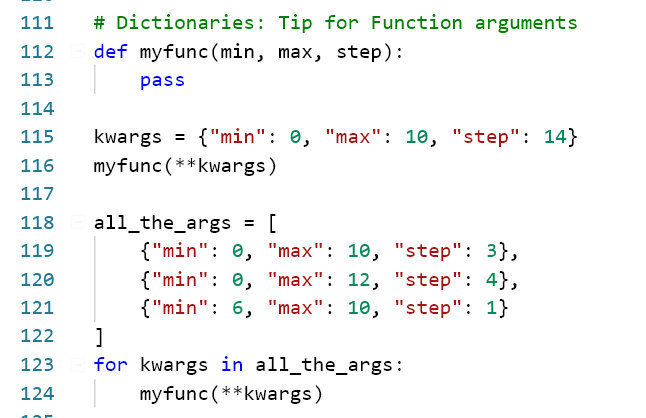 111 # Dictionaries: Tip for Function arguments
112 def myfunc(min, max, step):
113     pass
114
115 kwargs = {"min": 0, "max": 10, "step": 14}
116 myfunc(**kwargs)
117
118 all_the_args = [
119     {"min": 0, "max": 10, "step": 3},
120     {"min": 0, "max": 12, "step": 4},
121     {"min": 6, "max": 10, "step": 1}
122 ]
123 for kwargs in all_the_args:
124     myfunc(**kwargs)